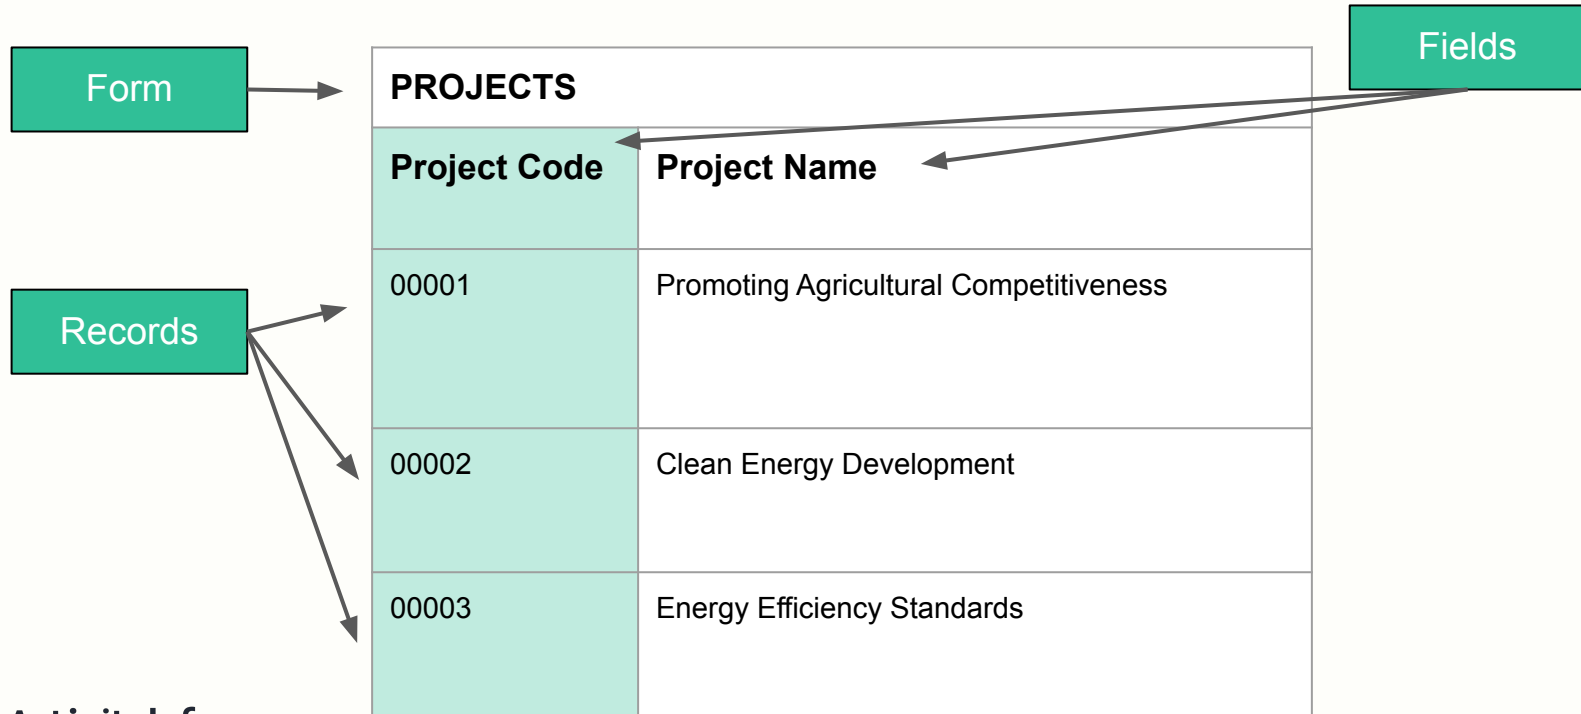 Form
PROJECTS
Fields
Project Code
Project Name
Records
00001
Promoting Agricultural Competitiveness
00002
Clean Energy Development
00003
Energy Efficiency Standards